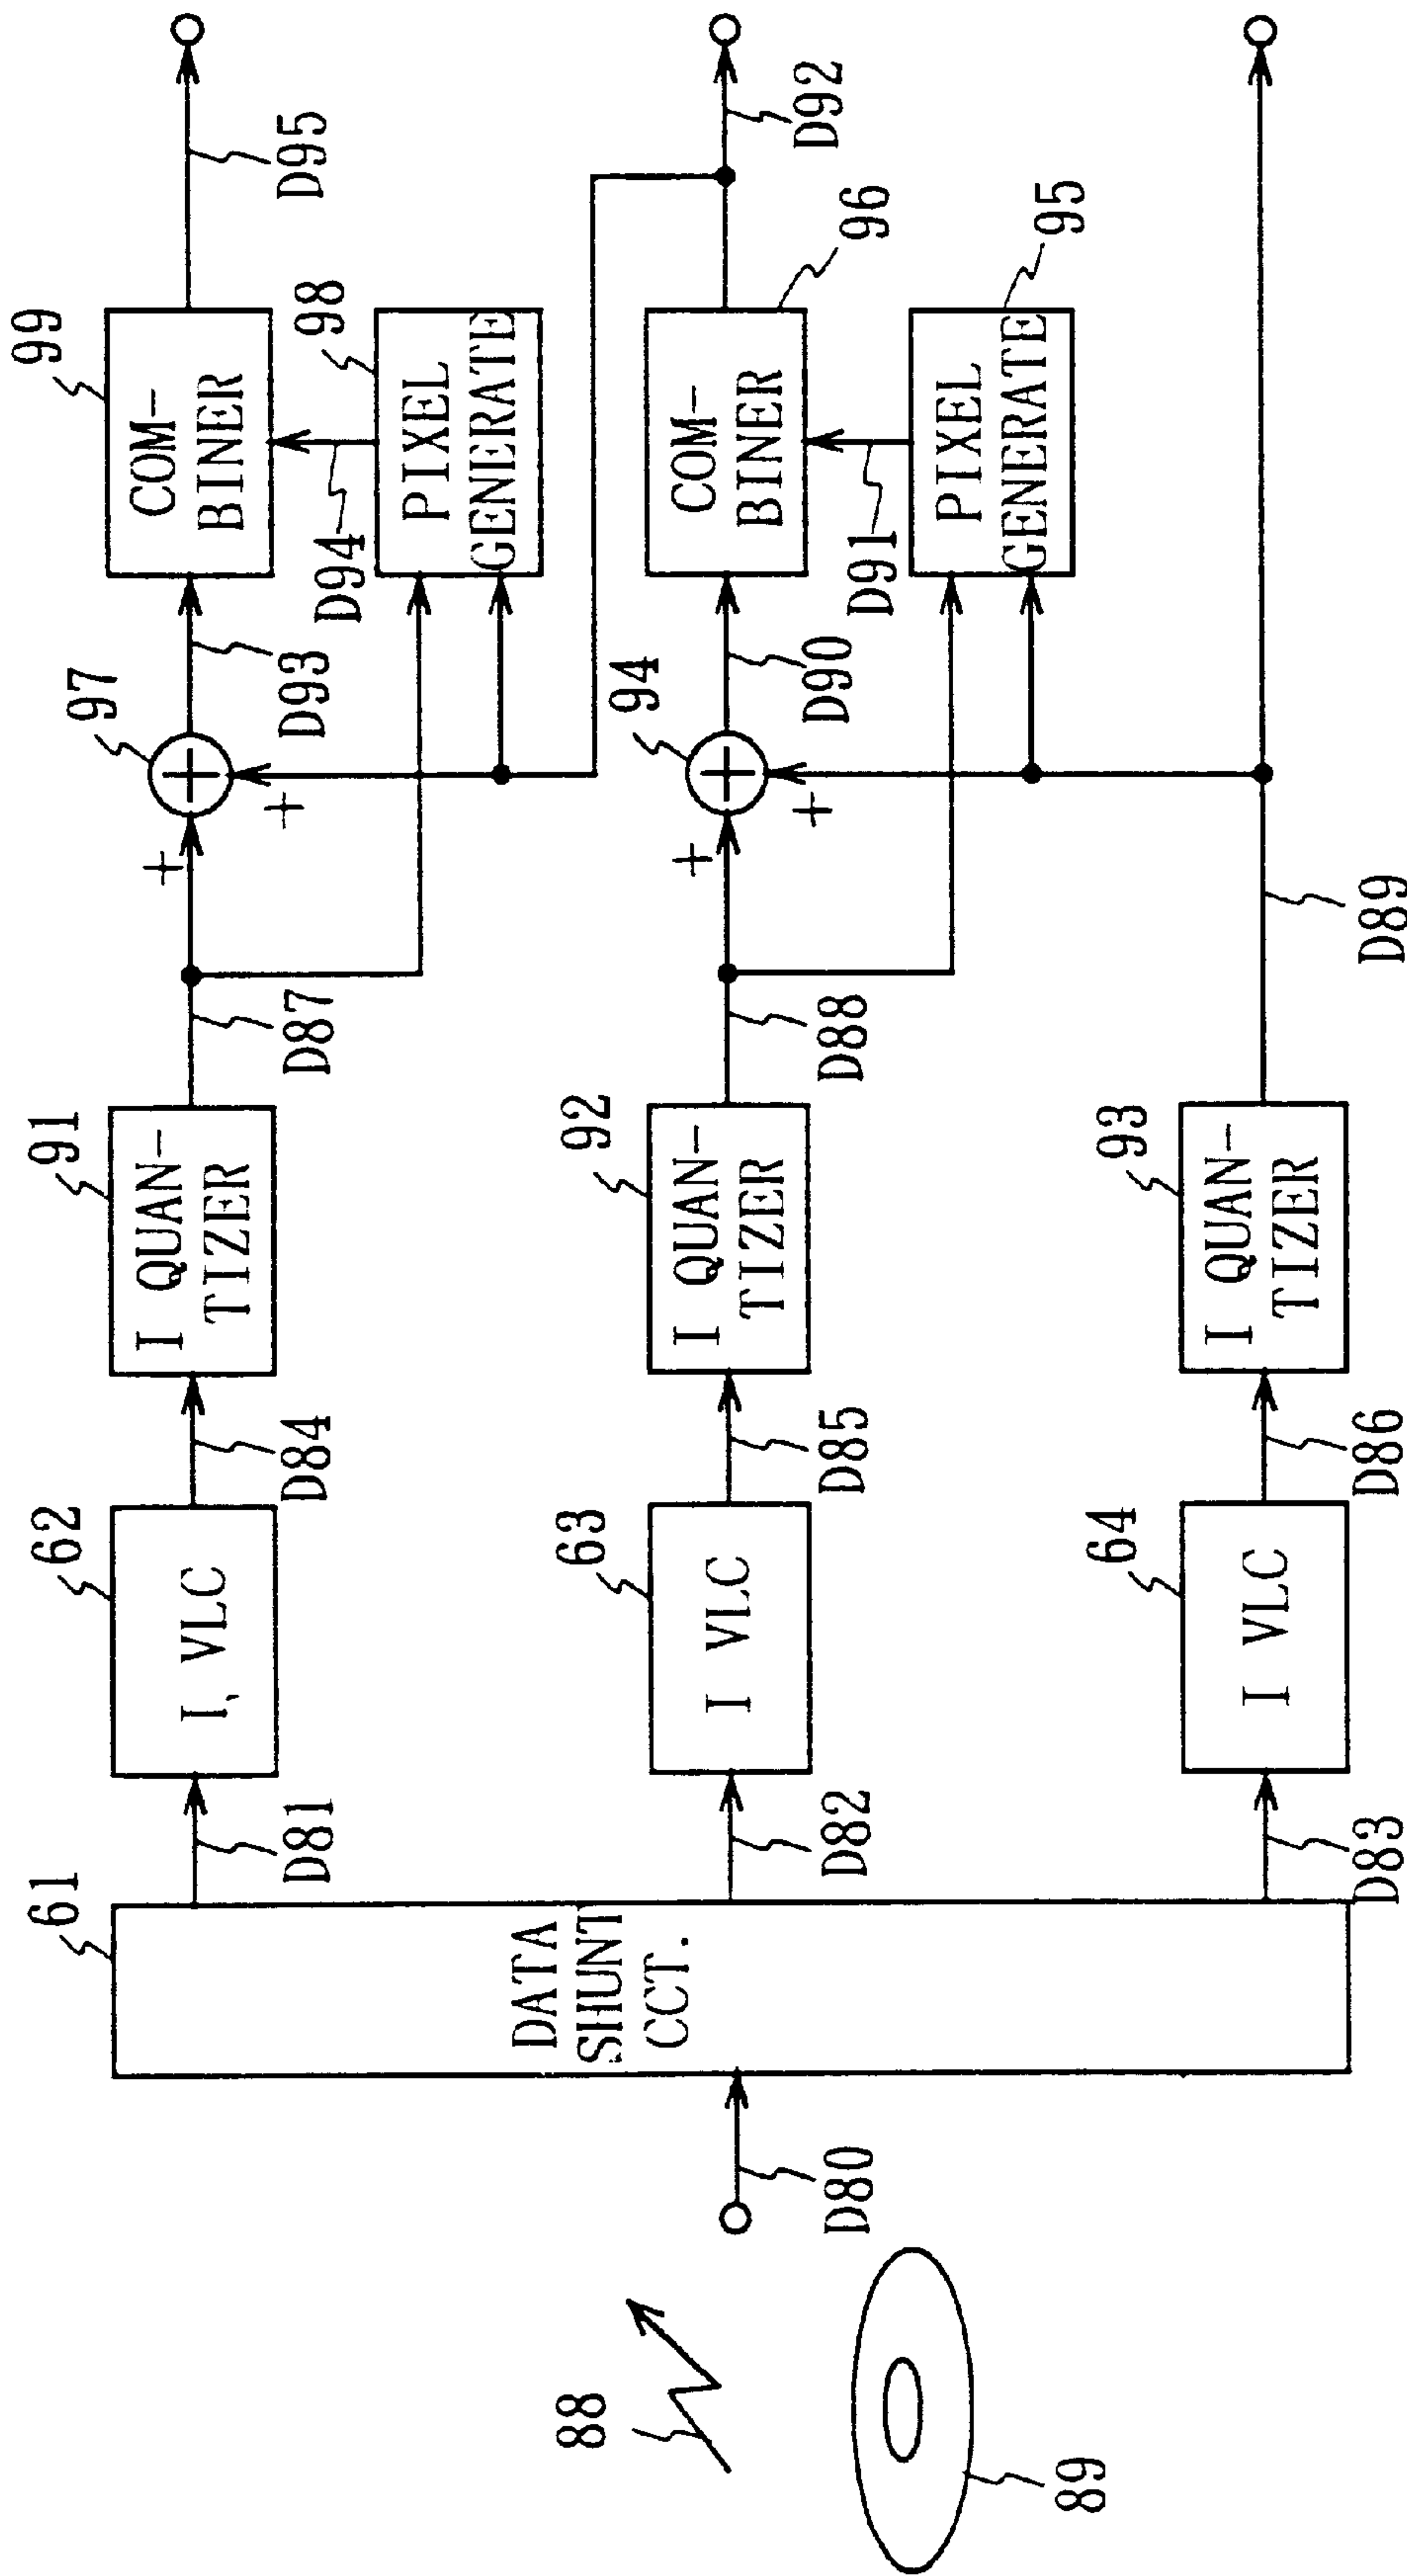 88
89
D80
61
DATA
SHUNT
CCT.
D81
62
I, VLC
D84
91
I QUAN-
TIZER
D87
+
+
97
D93
99
COM-
BINER
D95
D94
98
PIXEL
GENERATE
D82
63
I VLC
D85
92
I QUAN-
TIZER
D88
+
+
94
D90
96
COM-
BINER
D92
D91
95
PIXEL
GENERATE
D83
64
I VLC
D86
93
I QUAN-
TIZER
D89